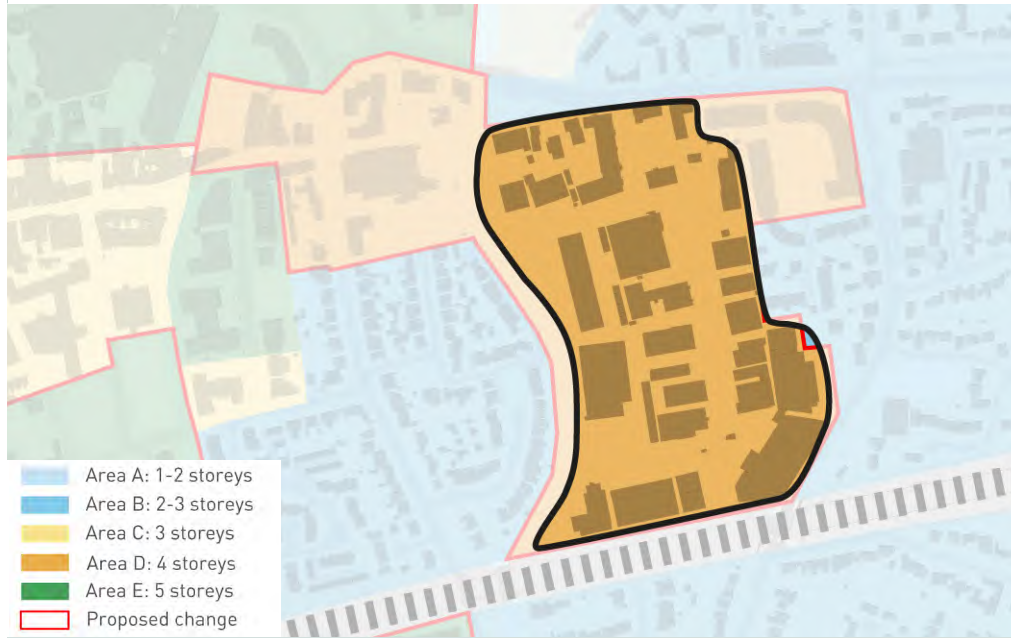 Area A: 1-2 storeys
Area B: 2-3 storeys
Area C: 3 storeys
Area D: 4 storeys
Area E: 5 storeys
Proposed change